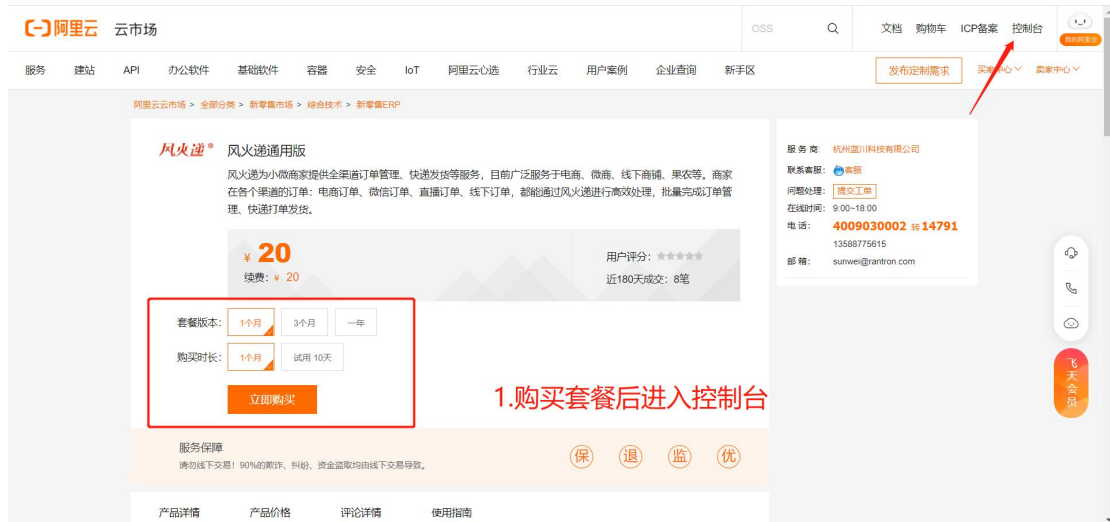 阿里云 云市场 OSS 文档 购物车 ICP备案 控制台
我的阿里云
服务 建站 API 办公软件 基础软件 容器 安全 IoT 阿里云心选 行业云 用户案例 企业查询 新手区 发布定制需求 买家中心 卖家中心
阿里云云市场 > 全部分类 > 新零售市场 > 综合技术 > 新零售ERP
风火递® 风火递通用版
风火递为小微商家提供全渠道订单管理、快递发货等服务，目前广泛服务于电商、微商、线下商铺、果农等。商家
在各个渠道的订单：电商订单、微信订单、直播订单、线下订单，都能通过风火递进行高效处理，批量完成订单管
理、快递打单发货。
¥ 20
续费：¥ 20
用户评分：
近180天成交：8笔
套餐版本： 1个月 3个月 一年
购买时长： 1个月 试用 10天
立即购买
1.购买套餐后进入控制台
服务保障
请勿线下交易！90%的欺诈、纠纷、资金盗取均由线下交易导致。
保 退 监 优
产品详情 产品价格 评论详情 使用指南
服 务 商: 杭州蓝川科技有限公司
联系客服: 客服
问题处理: 提交工单
在线时间: 9:00~18:00
电 话: 4009030002 转 14791
13588775615
邮 箱: sunwei@rantron.com
飞天会员